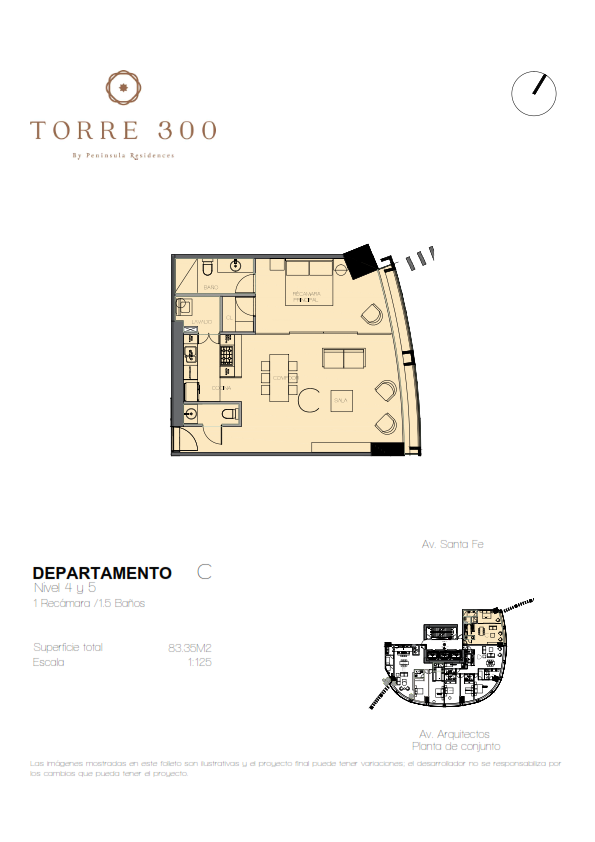 TORRE 300
By Península Residences
BAÑO
RECÁMARA
PRINCIPAL
LAVADO
CL.
COCINA
COMEDOR
C
SALA
Av. Santa Fe
DEPARTAMENTO C
Nivel 4 y 5
1 Recámara /1.5 Baños
Superficie total 83.35M2
Escala 1:125
Av. Arquitectos
Planta de conjunto
Las imágenes mostradas en este folleto son ilustrativas y el proyecto final puede tener variaciones, el desarrollador no se responsabiliza por
los cambios que pueda tener el proyecto.